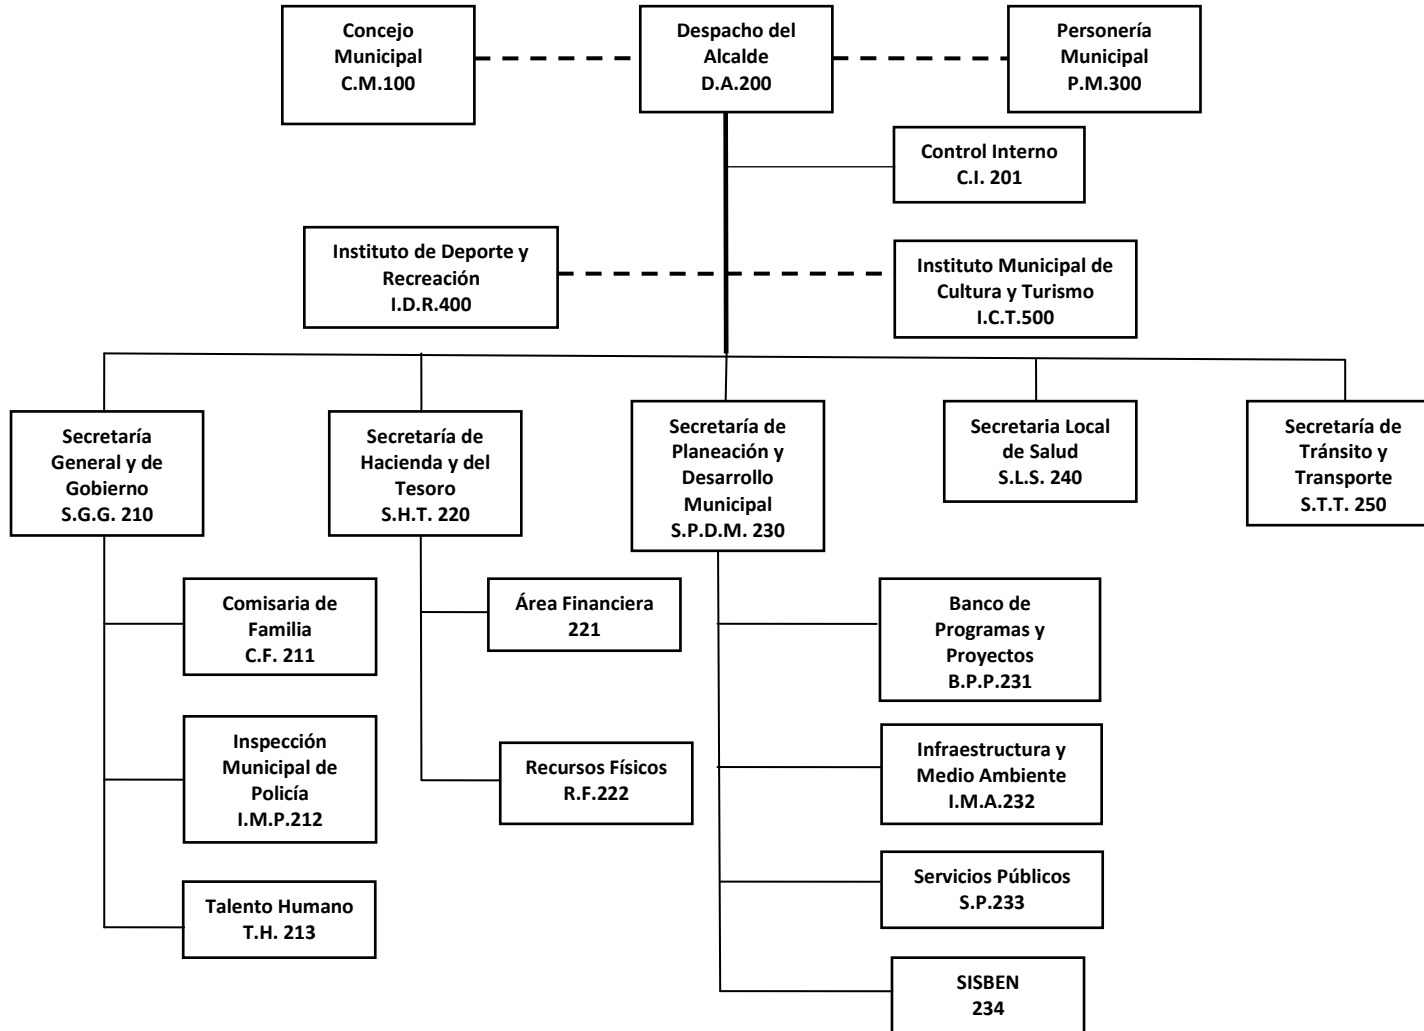 Concejo
Municipal
C.M.100
Despacho del
Alcalde
D.A.200
Personería
Municipal
P.M.300
Control Interno
C.I. 201
Instituto de Deporte y
Recreación
I.D.R.400
Instituto Municipal de
Cultura y Turismo
I.C.T.500
Secretaría
General y de
Gobierno
S.G.G. 210
Secretaría de
Hacienda y del
Tesoro
S.H.T. 220
Secretaría de
Planeación y
Desarrollo
Municipal
S.P.D.M. 230
Secretaria Local
de Salud
S.L.S. 240
Secretaría de
Tránsito y
Transporte
S.T.T. 250
Comisaria de
Familia
C.F. 211
Área Financiera
221
Banco de
Programas y
Proyectos
B.P.P.231
Inspección
Municipal de
Policía
I.M.P.212
Recursos Físicos
R.F.222
Infraestructura y
Medio Ambiente
I.M.A.232
Talento Humano
T.H. 213
Servicios Públicos
S.P.233
SISBEN
234